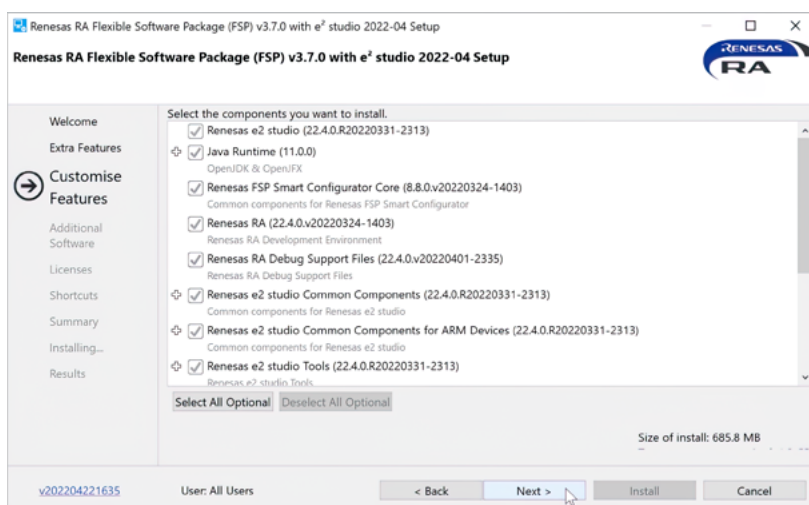 Renesas RA Flexible Software Package (FSP) v3.7.0 with e² studio 2022-04 Setup
Renesas RA Flexible Software Package (FSP) v3.7.0 with e² studio 2022-04 Setup
RENESAS
RA
Welcome
Extra Features
Customise
Features
Additional
Software
Licenses
Shortcuts
Summary
Installing...
Results
Select the components you want to install.
Renesas e2 studio (22.4.0.R20220331-2313)
Java Runtime (11.0.0)
OpenJDK & OpenJFX
Renesas FSP Smart Configurator Core (8.8.0.v20220324-1403)
Common components for Renesas FSP Smart Configurator
Renesas RA (22.4.0.v20220324-1403)
Renesas RA Development Environment
Renesas RA Debug Support Files (22.4.0.v20220401-2335)
Renesas RA Debug Support Files
Renesas e2 studio Common Components (22.4.0.R20220331-2313)
Common components for Renesas e2 studio
Renesas e2 studio Common Components for ARM Devices (22.4.0.R20220331-2313)
Common components for Renesas e2 studio
Renesas e2 studio Tools (22.4.0.R20220331-2313)
Renesas e2 studio Tools
Select All Optional Deselect All Optional
Size of install: 685.8 MB
v202204221635 User: All Users < Back Next > Install Cancel